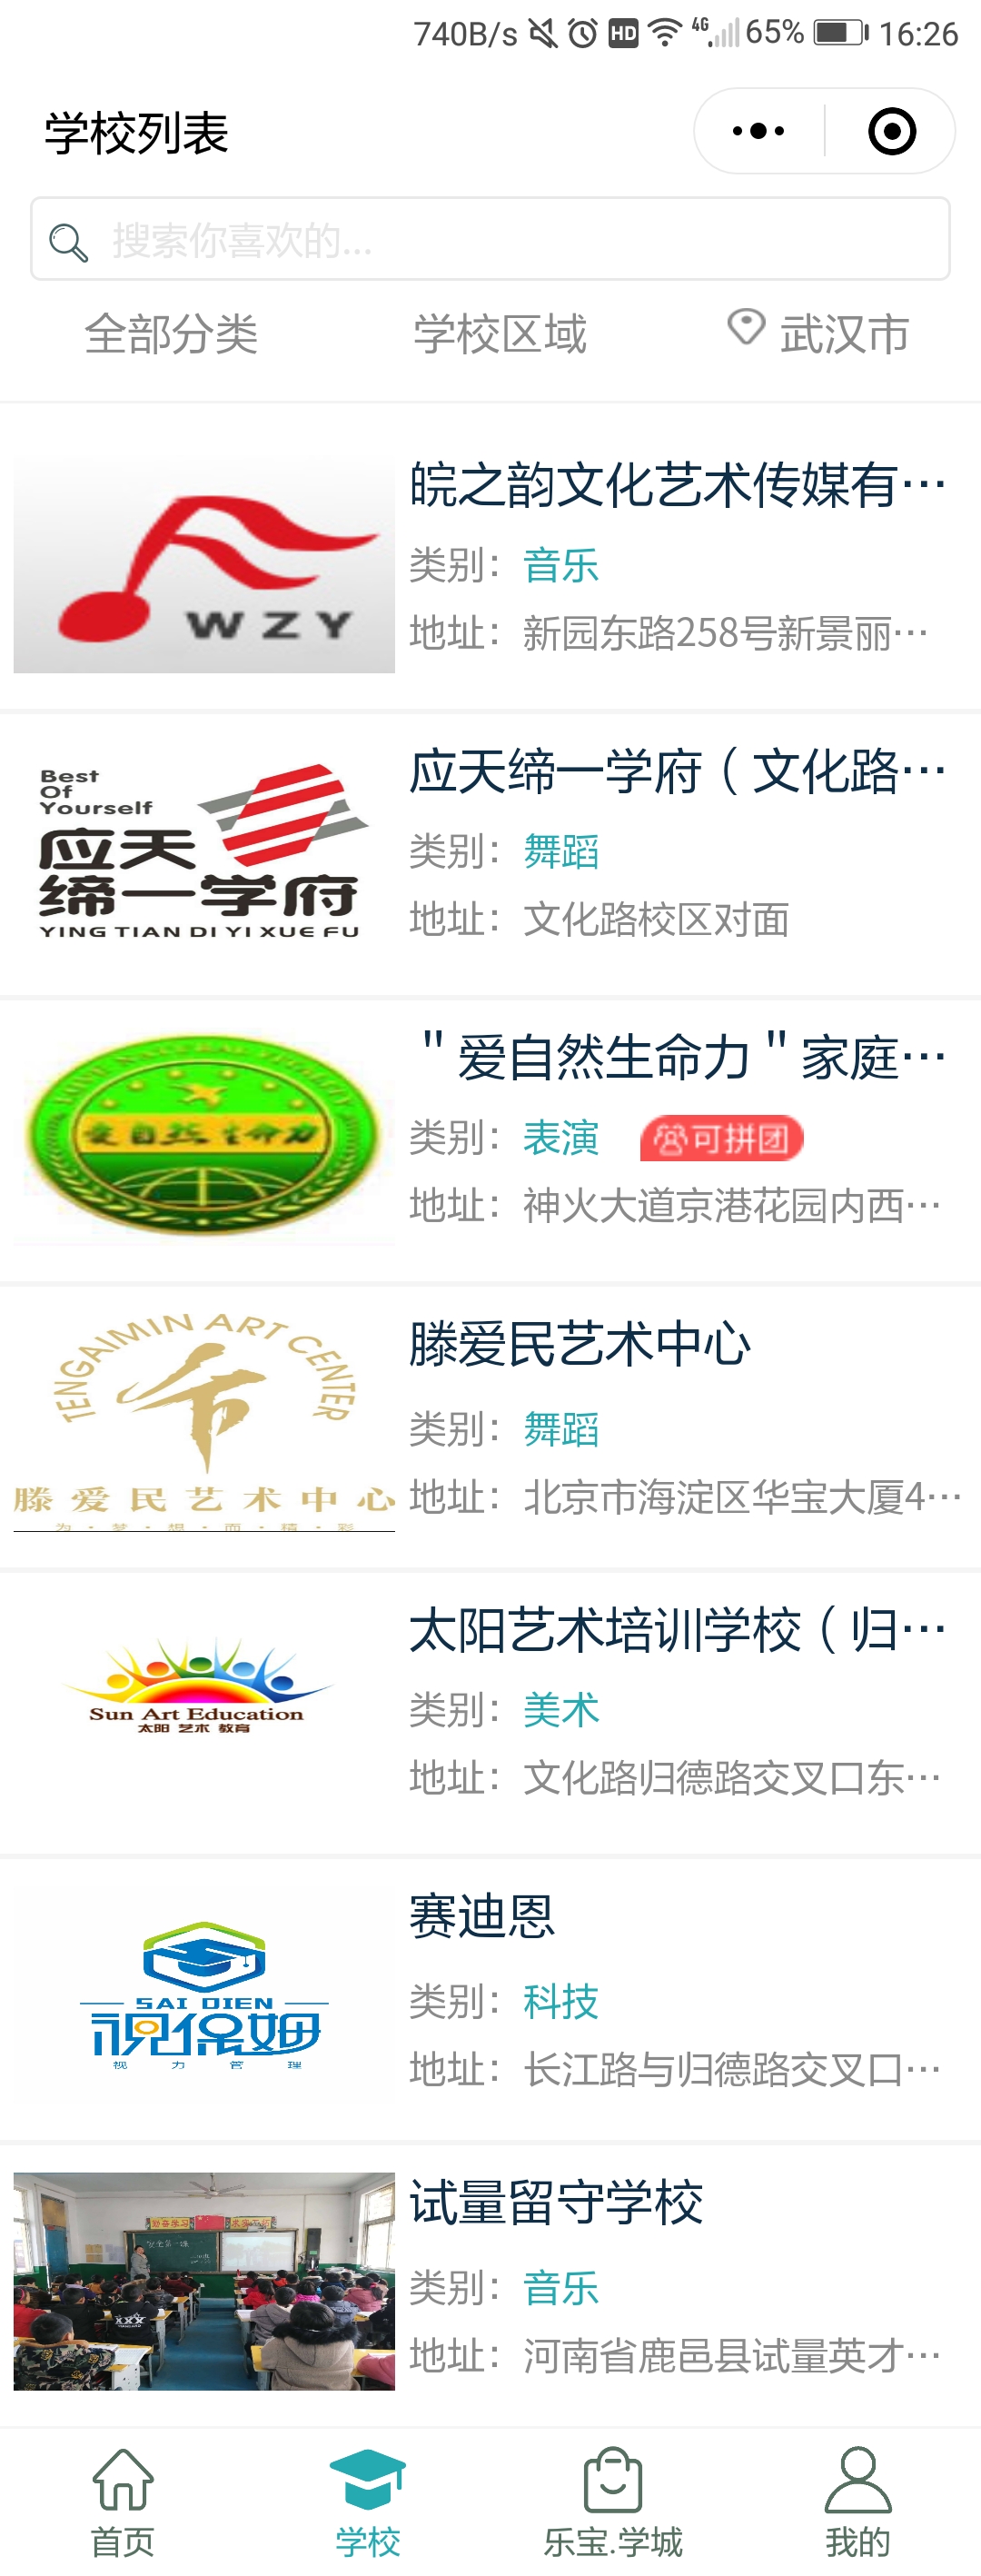 740B/s HD 4G 65% 16:26
学校列表
搜索你喜欢的...
全部分类 学校区域 武汉市
皖之韵文化艺术传媒有…
类别：音乐
地址：新园东路258号新景丽…
WZY
应天缔一学府（文化路…
类别：舞蹈
地址：文化路校区对面
Best
Of
Yourself
应天
缔一学府
YING TIAN DI YI XUE FU
＂爱自然生命力＂家庭…
类别：表演 可拼团
地址：神火大道京港花园内西…
爱自然生命力
滕爱民艺术中心
类别：舞蹈
地址：北京市海淀区华宝大厦4…
TENGAIMIN ART CENTER
滕爱民艺术中心
为·梦·想·而·精·彩
太阳艺术培训学校（归…
类别：美术
地址：文化路归德路交叉口东…
Sun Art Education
太阳 艺术 教育
赛迪恩
类别：科技
地址：长江路与归德路交叉口…
SAI DIEN
视保姆
视力管理
试量留守学校
类别：音乐
地址：河南省鹿邑县试量英才…
首页 学校 乐宝.学城 我的